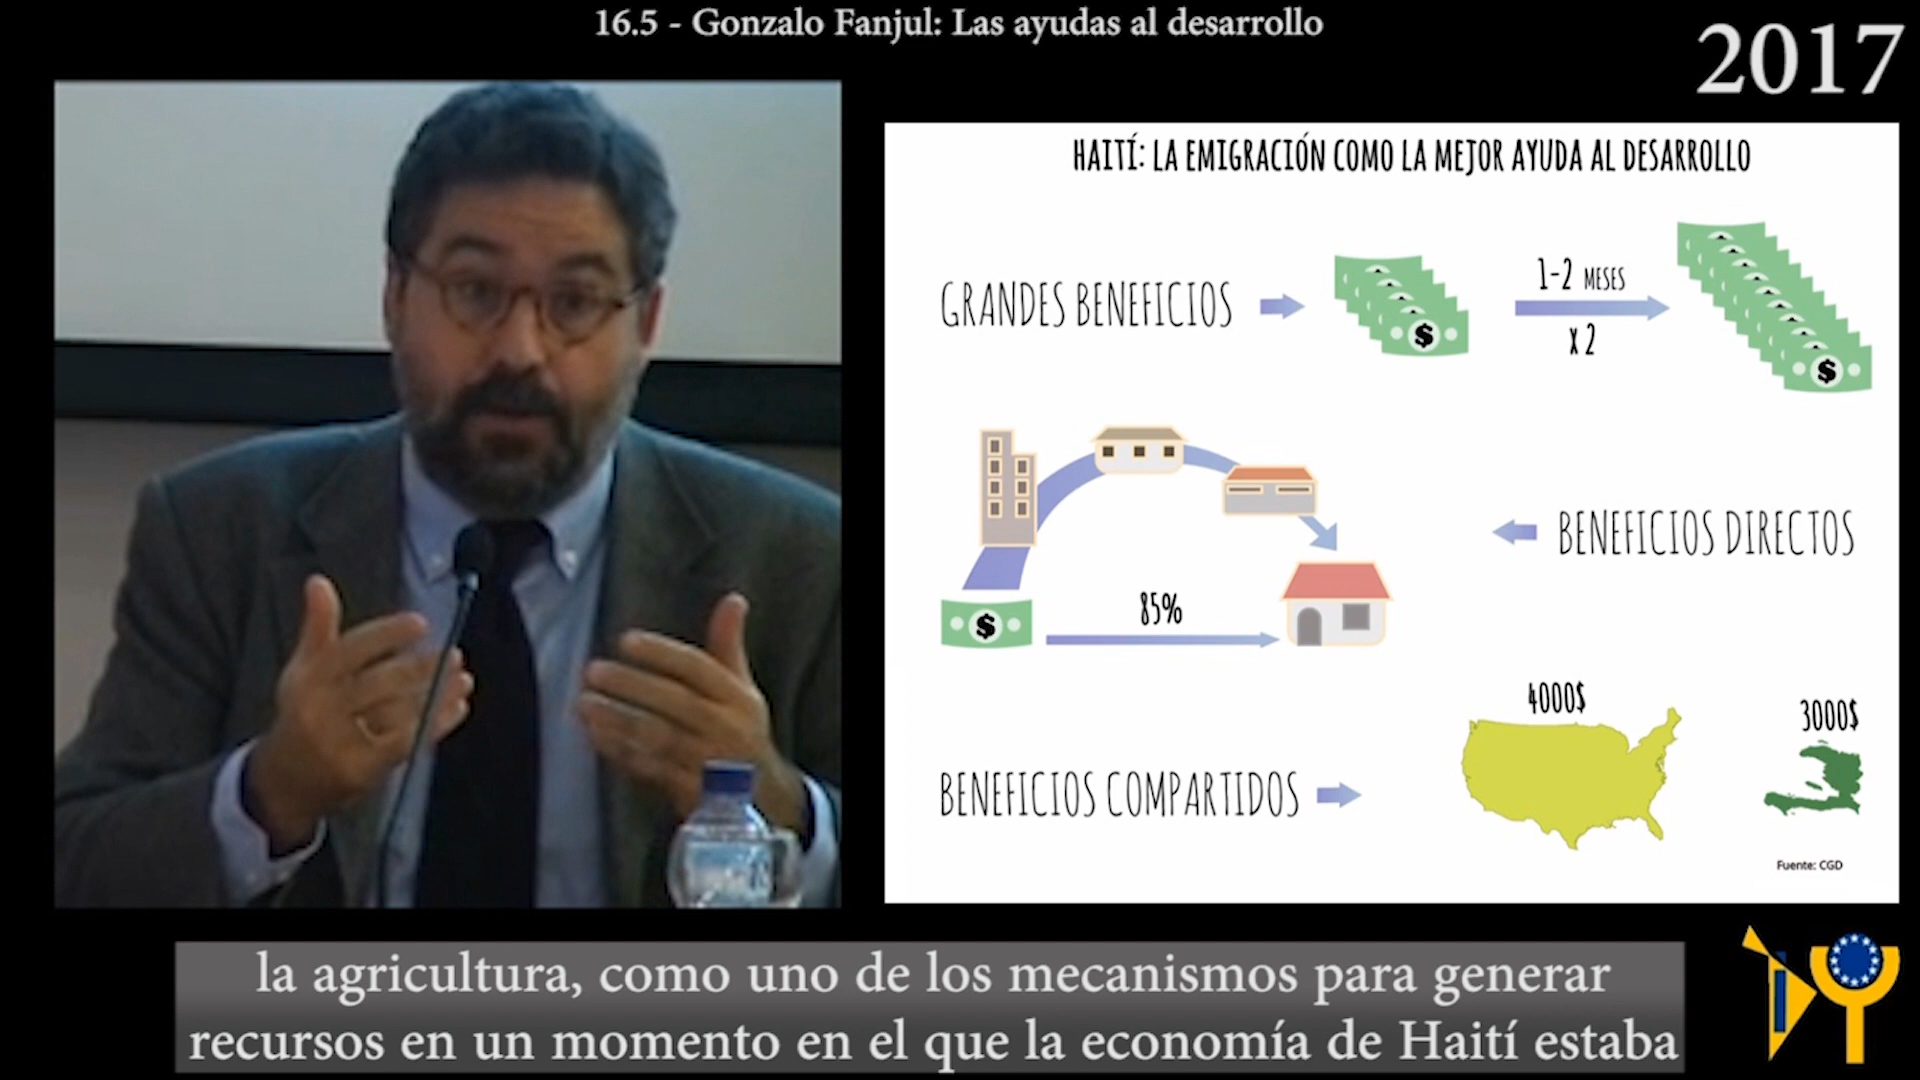 16.5 - Gonzalo Fanjul: Las ayudas al desarrollo
2017
HAITÍ: LA EMIGRACIÓN COMO LA MEJOR AYUDA AL DESARROLLO
GRANDES BENEFICIOS
1-2 MESES
X 2
$
$
BENEFICIOS DIRECTOS
85%
$
BENEFICIOS COMPARTIDOS
4000$
3000$
Fuente: CGD
la agricultura, como uno de los mecanismos para generar
recursos en un momento en el que la economía de Haití estaba